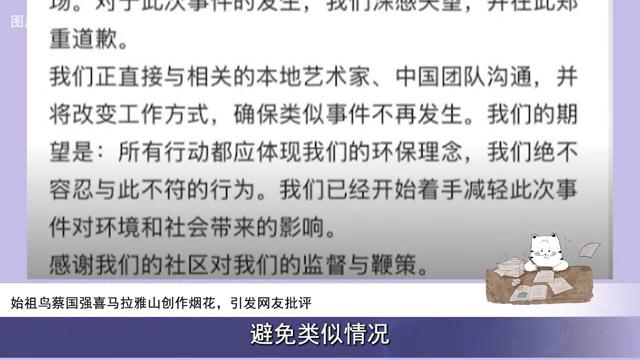 图
场。对于此次事件的发生，我们深感失望，并在此郑
重道歉。
我们正直接与相关的本地艺术家、中国团队沟通，并
将改变工作方式，确保类似事件不再发生。我们的期
望是：所有行动都应体现我们的环保理念，我们绝不
容忍与此不符的行为。我们已经开始着手减轻此次事
件对环境和社会带来的影响。
感谢我们的社区对我们的监督与鞭策。
始祖鸟蔡国强喜马拉雅山创作烟花，引发网友批评
避免类似情况